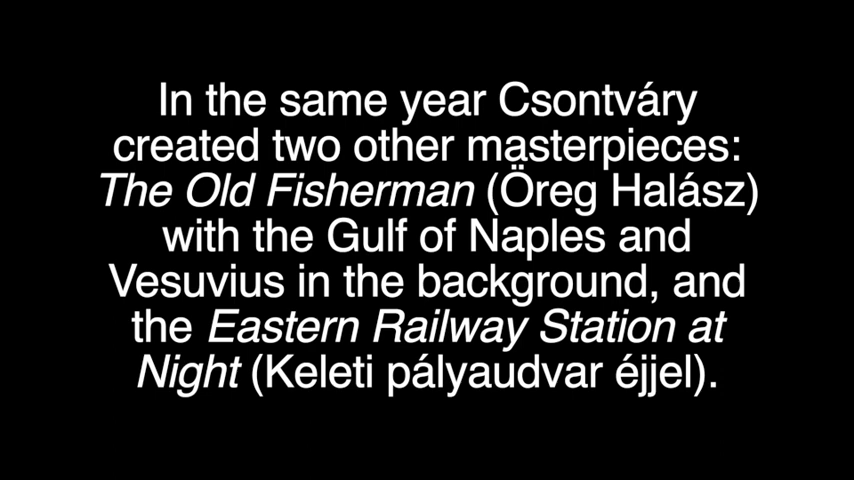 In the same year Csontváry
created two other masterpieces:
The Old Fisherman (Öreg Halász)
with the Gulf of Naples and
Vesuvius in the background, and
the Eastern Railway Station at
Night (Keleti pályaudvar éjjel).